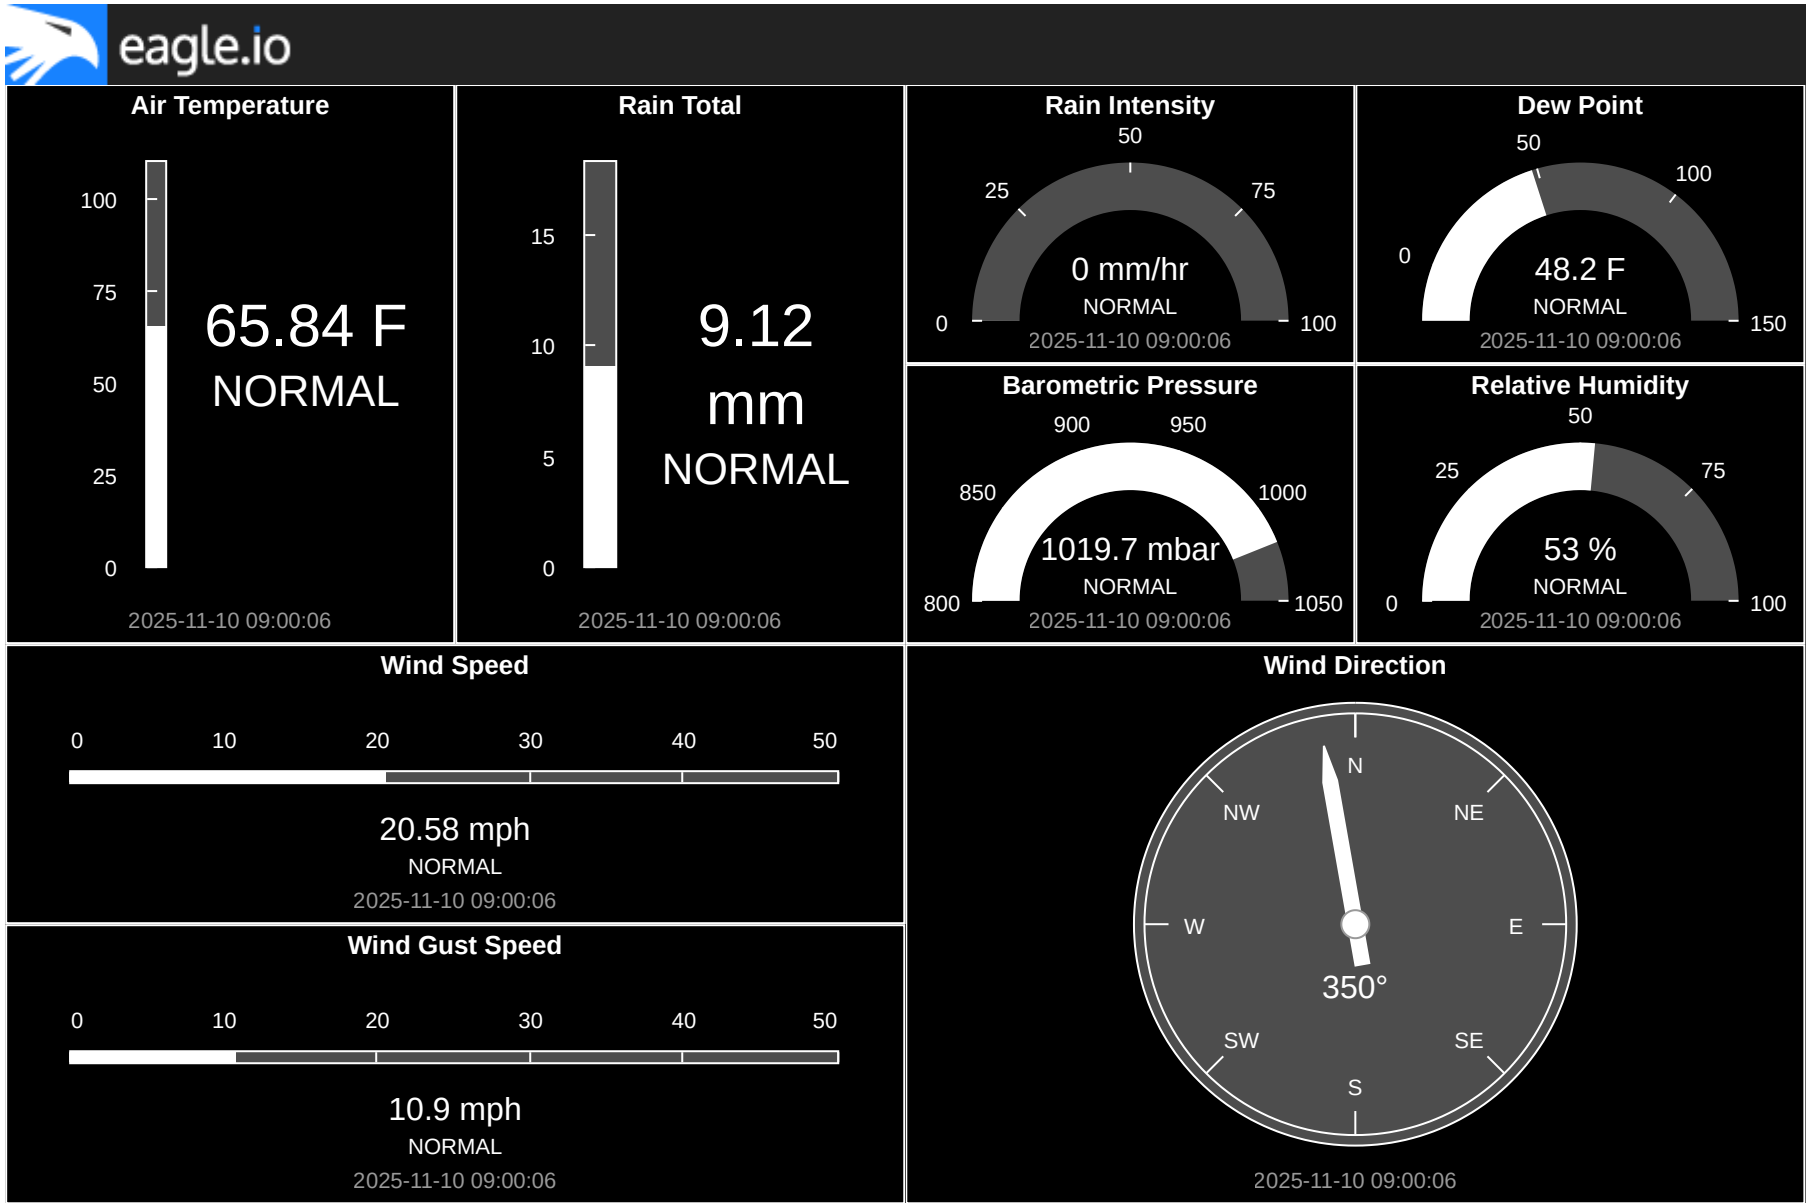 eagle.io
Air Temperature
100
75
50
25
0
65.84 F
NORMAL
2025-11-10 09:00:06
Rain Total
15
10
5
0
9.12
mm
NORMAL
2025-11-10 09:00:06
Rain Intensity
0
25
50
75
100
0 mm/hr
NORMAL
2025-11-10 09:00:06
Dew Point
0
50
100
150
48.2 F
NORMAL
2025-11-10 09:00:06
Barometric Pressure
800
850
900
950
1000
1050
1019.7 mbar
NORMAL
2025-11-10 09:00:06
Relative Humidity
0
25
50
75
100
53 %
NORMAL
2025-11-10 09:00:06
Wind Speed
0 10 20 30 40 50
20.58 mph
NORMAL
2025-11-10 09:00:06
Wind Gust Speed
0 10 20 30 40 50
10.9 mph
NORMAL
2025-11-10 09:00:06
Wind Direction
N
NW NE
W E
350°
SW SE
S
2025-11-10 09:00:06